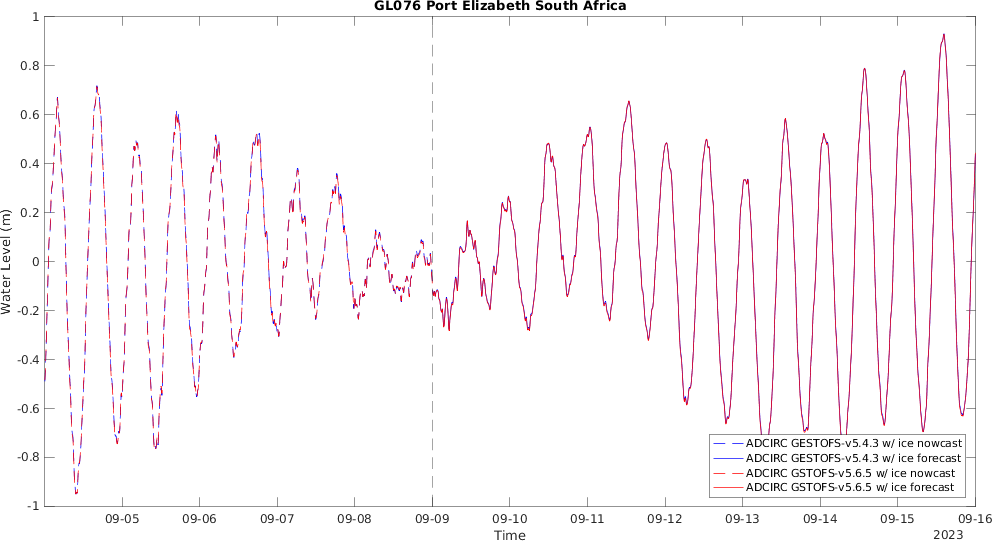 GL076 Port Elizabeth South Africa
1
0.8
0.6
0.4
0.2
0
-0.2
-0.4
-0.6
-0.8
-1
Water Level (m)
ADCIRC GESTOFS-v5.4.3 w/ ice nowcast
ADCIRC GESTOFS-v5.4.3 w/ ice forecast
ADCIRC GSTOFS-v5.6.5 w/ ice nowcast
ADCIRC GSTOFS-v5.6.5 w/ ice forecast
09-05 09-06 09-07 09-08 09-09 09-10 09-11 09-12 09-13 09-14 09-15 09-16
Time
2023